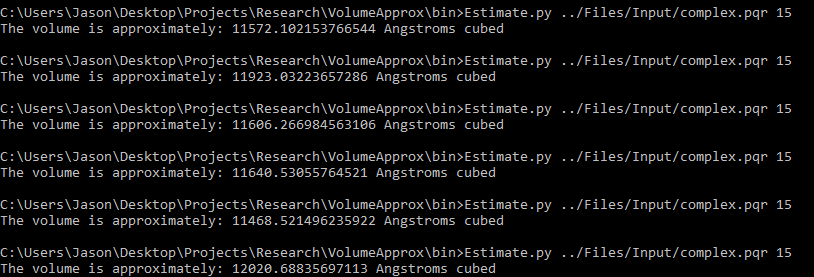 C:\Users\Jason\Desktop\Projects\Research\VolumeApprox\bin>Estimate.py ../Files/Input/complex.pqr 15
The volume is approximately: 11572.102153766544 Angstroms cubed
C:\Users\Jason\Desktop\Projects\Research\VolumeApprox\bin>Estimate.py ../Files/Input/complex.pqr 15
The volume is approximately: 11923.03223657286 Angstroms cubed
C:\Users\Jason\Desktop\Projects\Research\VolumeApprox\bin>Estimate.py ../Files/Input/complex.pqr 15
The volume is approximately: 11606.266984563106 Angstroms cubed
C:\Users\Jason\Desktop\Projects\Research\VolumeApprox\bin>Estimate.py ../Files/Input/complex.pqr 15
The volume is approximately: 11640.53055764521 Angstroms cubed
C:\Users\Jason\Desktop\Projects\Research\VolumeApprox\bin>Estimate.py ../Files/Input/complex.pqr 15
The volume is approximately: 11468.521496235922 Angstroms cubed
C:\Users\Jason\Desktop\Projects\Research\VolumeApprox\bin>Estimate.py ../Files/Input/complex.pqr 15
The volume is approximately: 12020.68835697113 Angstroms cubed